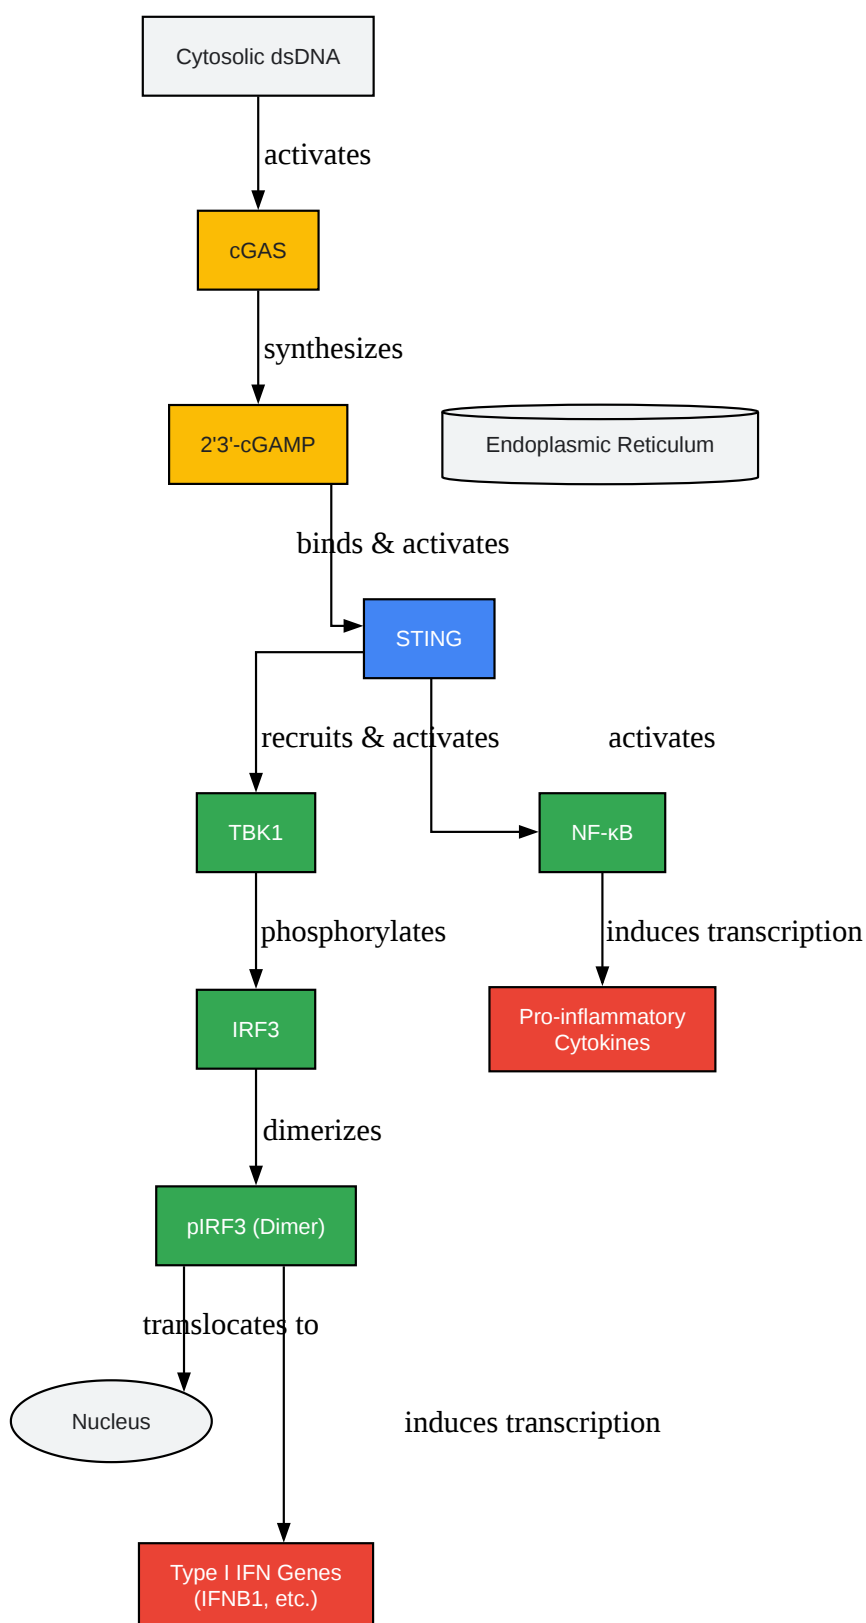 Cytosolic dsDNA
activates
cGAS
synthesizes
2'3'-cGAMP
Endoplasmic Reticulum
binds & activates
STING
recruits & activates
activates
TBK1
NF-κB
phosphorylates
induces transcription
IRF3
Pro-inflammatory
Cytokines
dimerizes
pIRF3 (Dimer)
translocates to
Nucleus
induces transcription
Type I IFN Genes
(IFNB1, etc.)